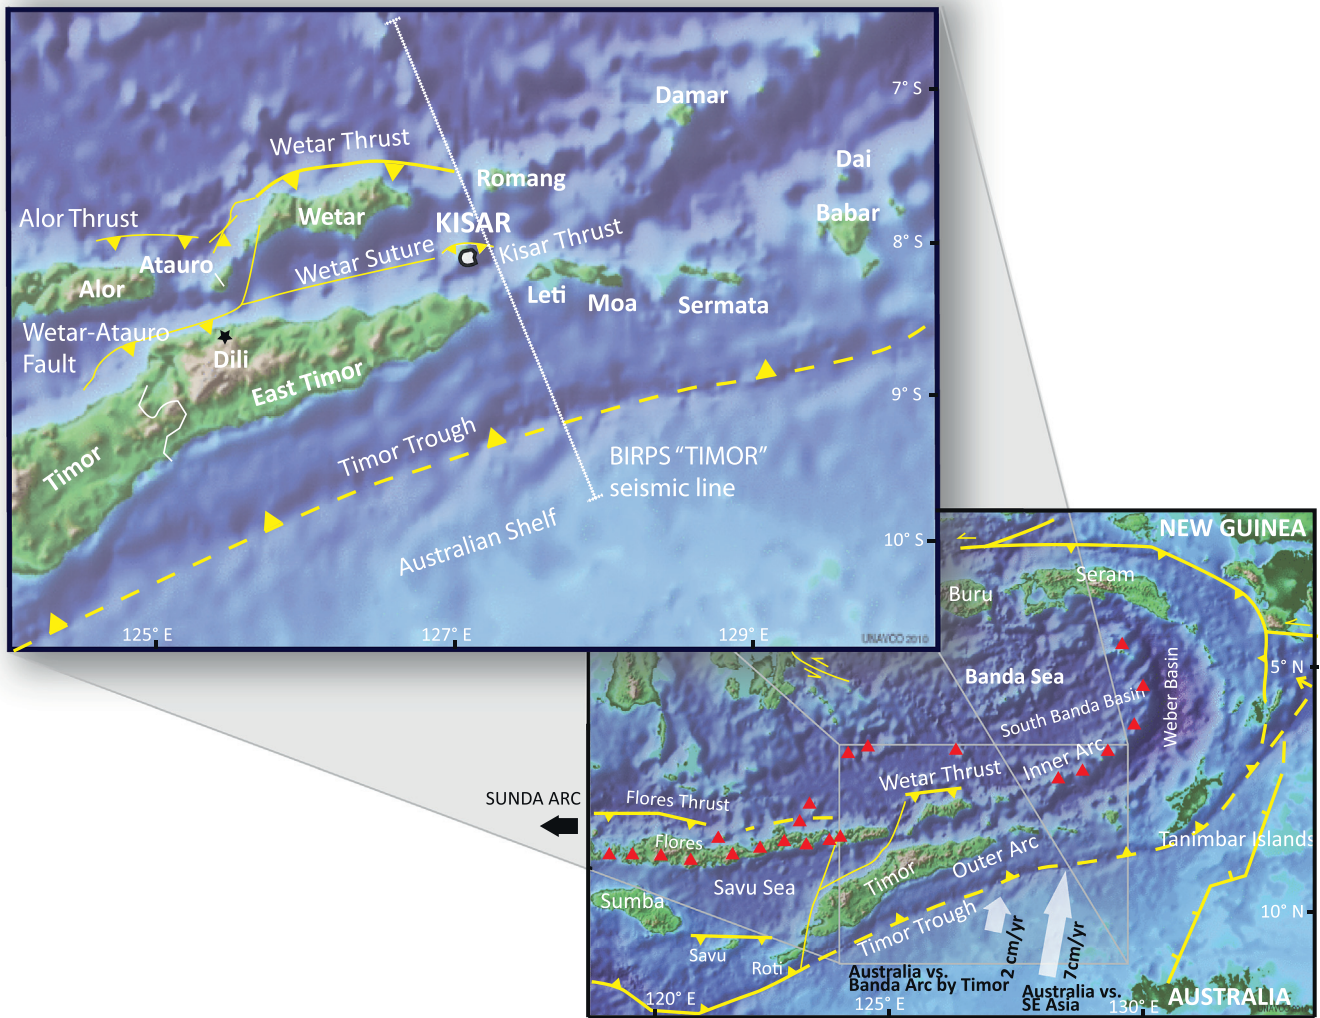 Damar
7° S
Wetar Thrust
Dai
Romang
Alor Thrust
Wetar
KISAR
Babar
Kisar Thrust
8° S
Atauro
Wetar Suture
Alor
Leti
Moa
Sermata
Wetar-Atauro
Fault
Dili
East Timor
9° S
Timor Trough
BIRPS “TIMOR”
seismic line
Timor
Australian Shelf
10° S
125° E
127° E
129° E
UNAVCO 2010
NEW GUINEA
Seram
Buru
5° N
Banda Sea
Weber Basin
South Banda Basin
Inner Arc
Wetar Thrust
SUNDA ARC
Flores Thrust
Flores
Tanimbar Islands
Outer Arc
Timor
Savu Sea
Sumba
10° N
Timor Trough
2 cm/yr
7cm/yr
Savu
Roti
Australia vs.
Banda Arc by Timor
Australia vs.
SE Asia
120° E
125° E
130° E
AUSTRALIA
UNAVCO 2010